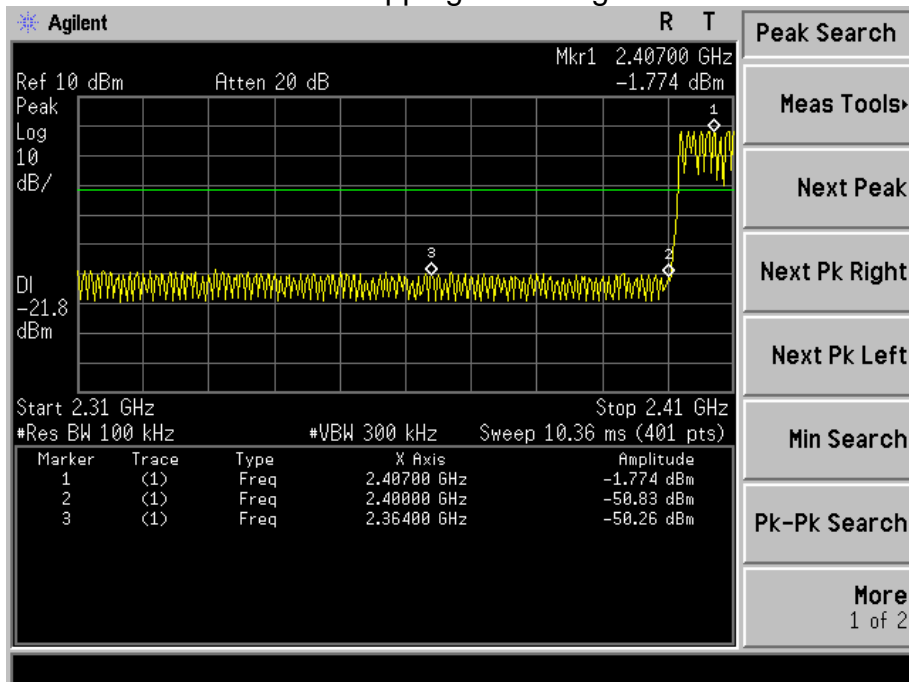 Agilent R T
Mkr1 2.40700 GHz
Ref 10 dBm Atten 20 dB -1.774 dBm
Peak
Log
10
dB/
1
3
2
DI
-21.8
dBm
Start 2.31 GHz Stop 2.41 GHz
#Res BW 100 kHz #VBW 300 kHz Sweep 10.36 ms (401 pts)
Marker Trace Type X Axis Amplitude
1 (1) Freq 2.40700 GHz -1.774 dBm
2 (1) Freq 2.40000 GHz -50.83 dBm
3 (1) Freq 2.36400 GHz -50.26 dBm
Peak Search
Meas Tools
Next Peak
Next Pk Right
Next Pk Left
Min Search
Pk-Pk Search
More
1 of 2